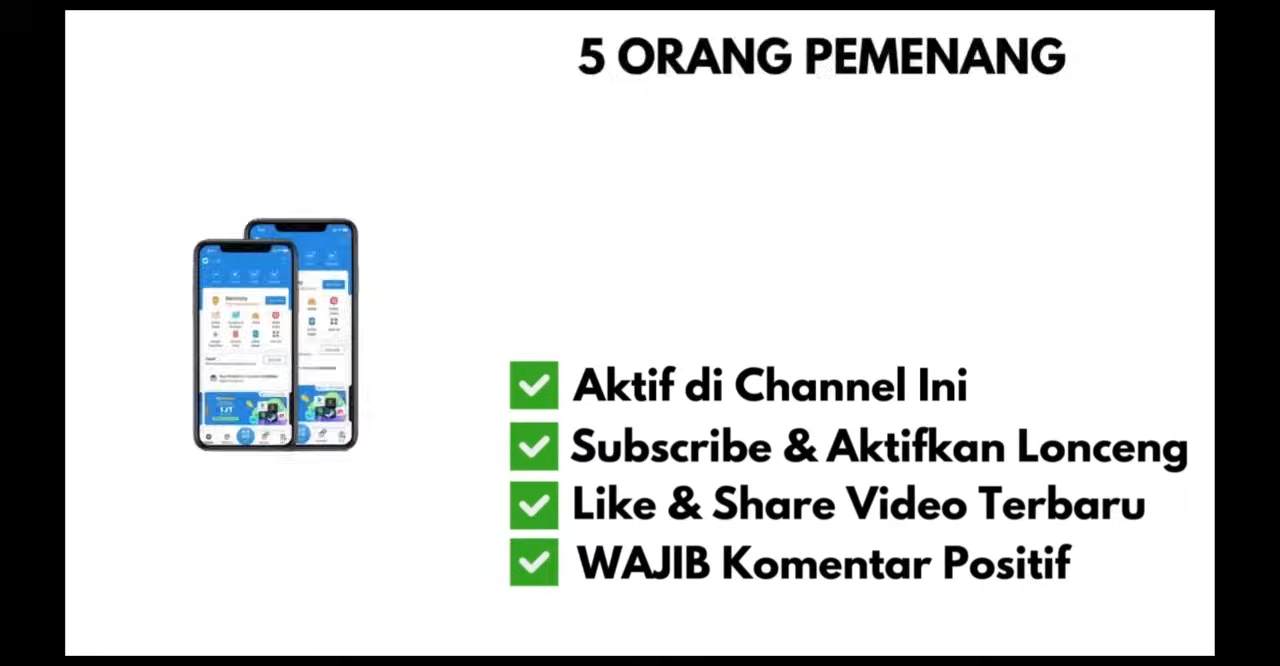 5 ORANG PEMENANG
Aktif di Channel Ini
Subscribe & Aktifkan Lonceng
Like & Share Video Terbaru
WAJIB Komentar Positif